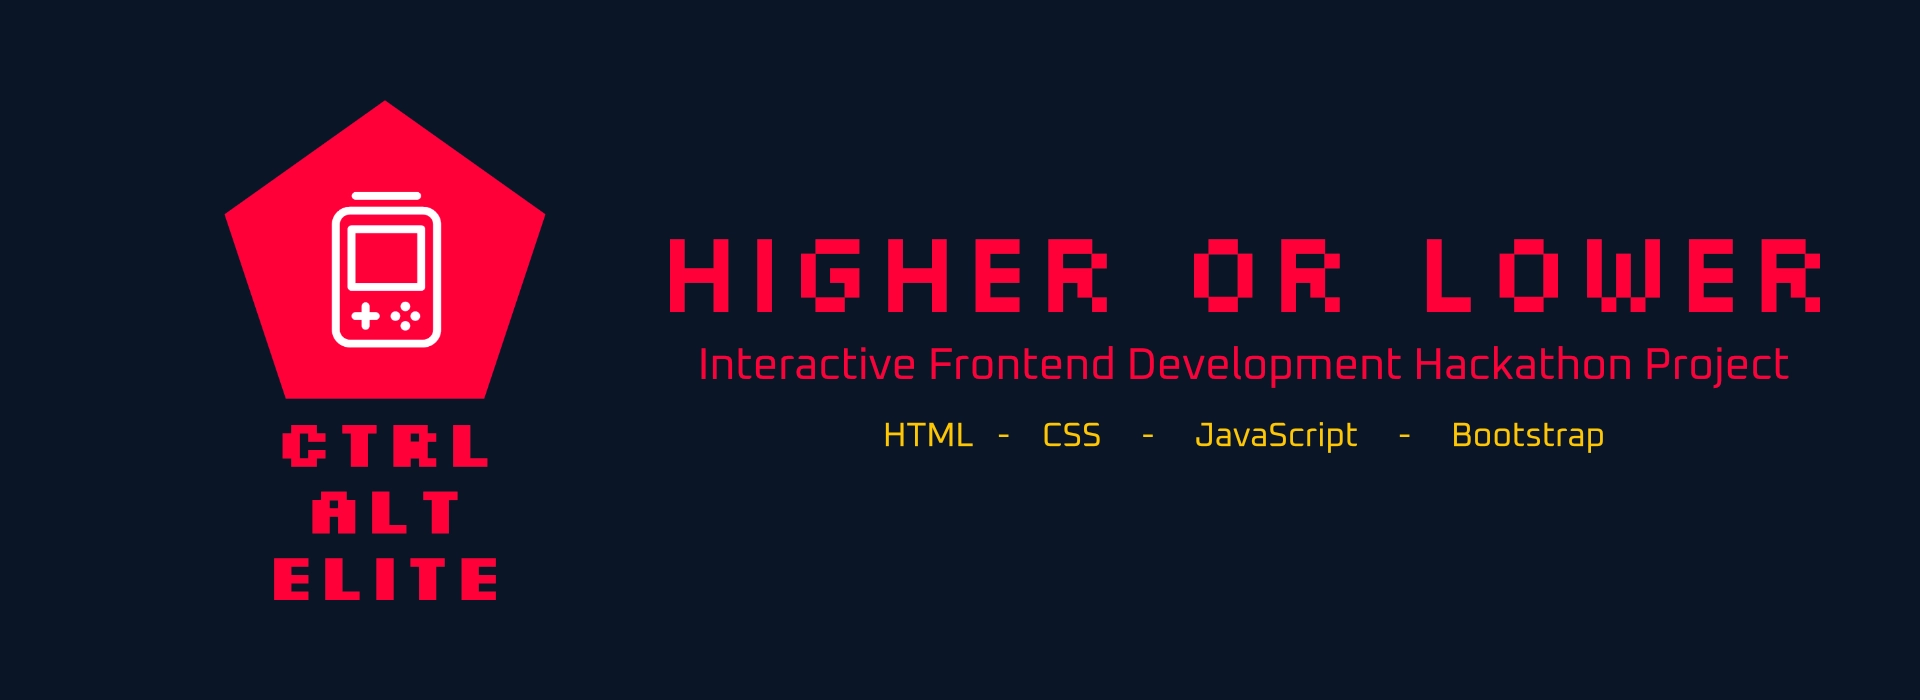 CTRL
ALT
ELITE
HIGHER OR LOWER
Interactive Frontend Development Hackathon Project
HTML - CSS - JavaScript - Bootstrap